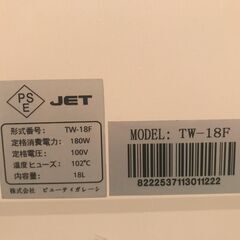 PS
E
JET
形式番号: TW-18F
定格消費電力: 180W
定格電圧: 100V
温度ヒューズ: 102℃
内容量: 18L
株式会社 ビューティガレージ
MODEL: TW-18F
8222537113011222